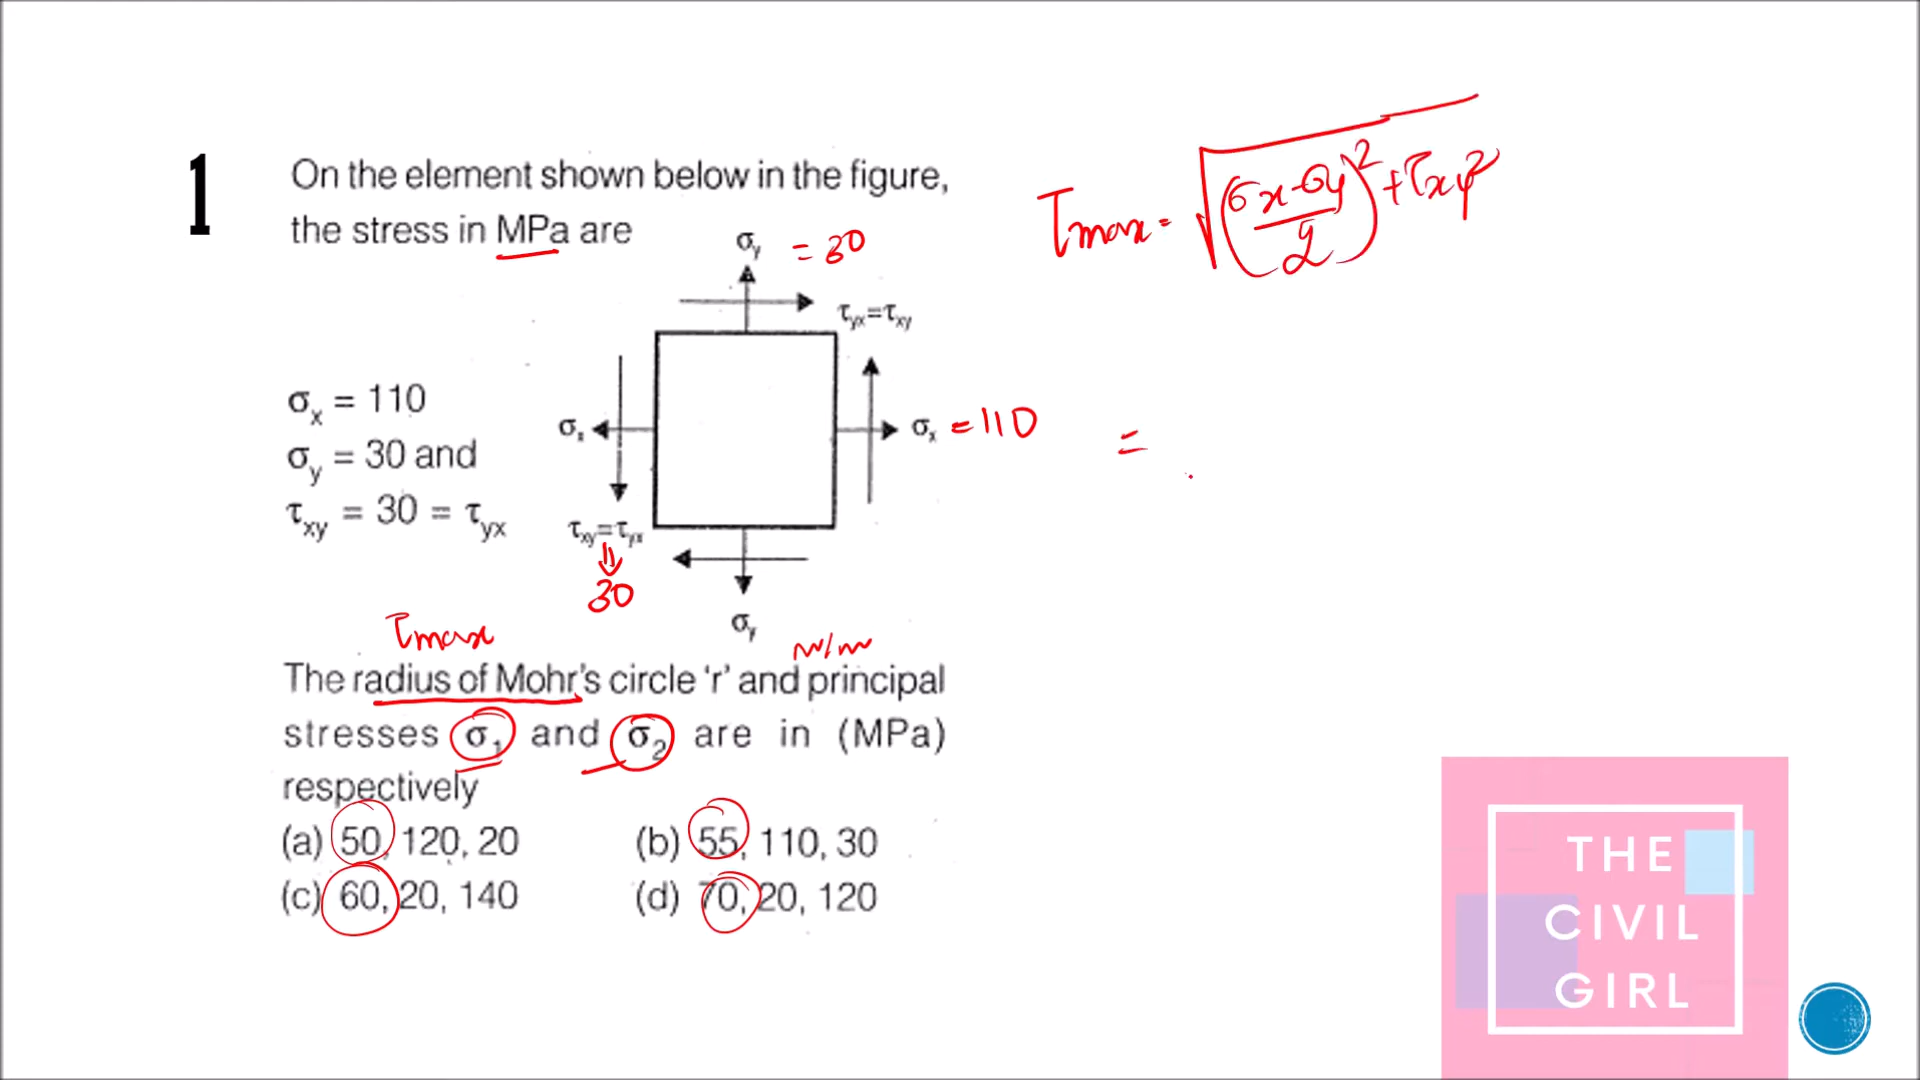 1
On the element shown below in the figure,
the stress in MPa are
σy = 30
τyx=τxy
σx = 110
σy = 30 and
τxy = 30 = τyx
σx
σx = 110
τxy=τyx
30
σy
τmax
The radius of Mohr's circle 'r' and principal
stresses σ1 and σ2 are in (MPa)
respectively
(a) 50, 120, 20
(b) 55, 110, 30
(c) 60, 20, 140
(d) 70, 20, 120
τmax = √((σx-σy)/2)² + τxy²
=
THE
CIVIL
GIRL